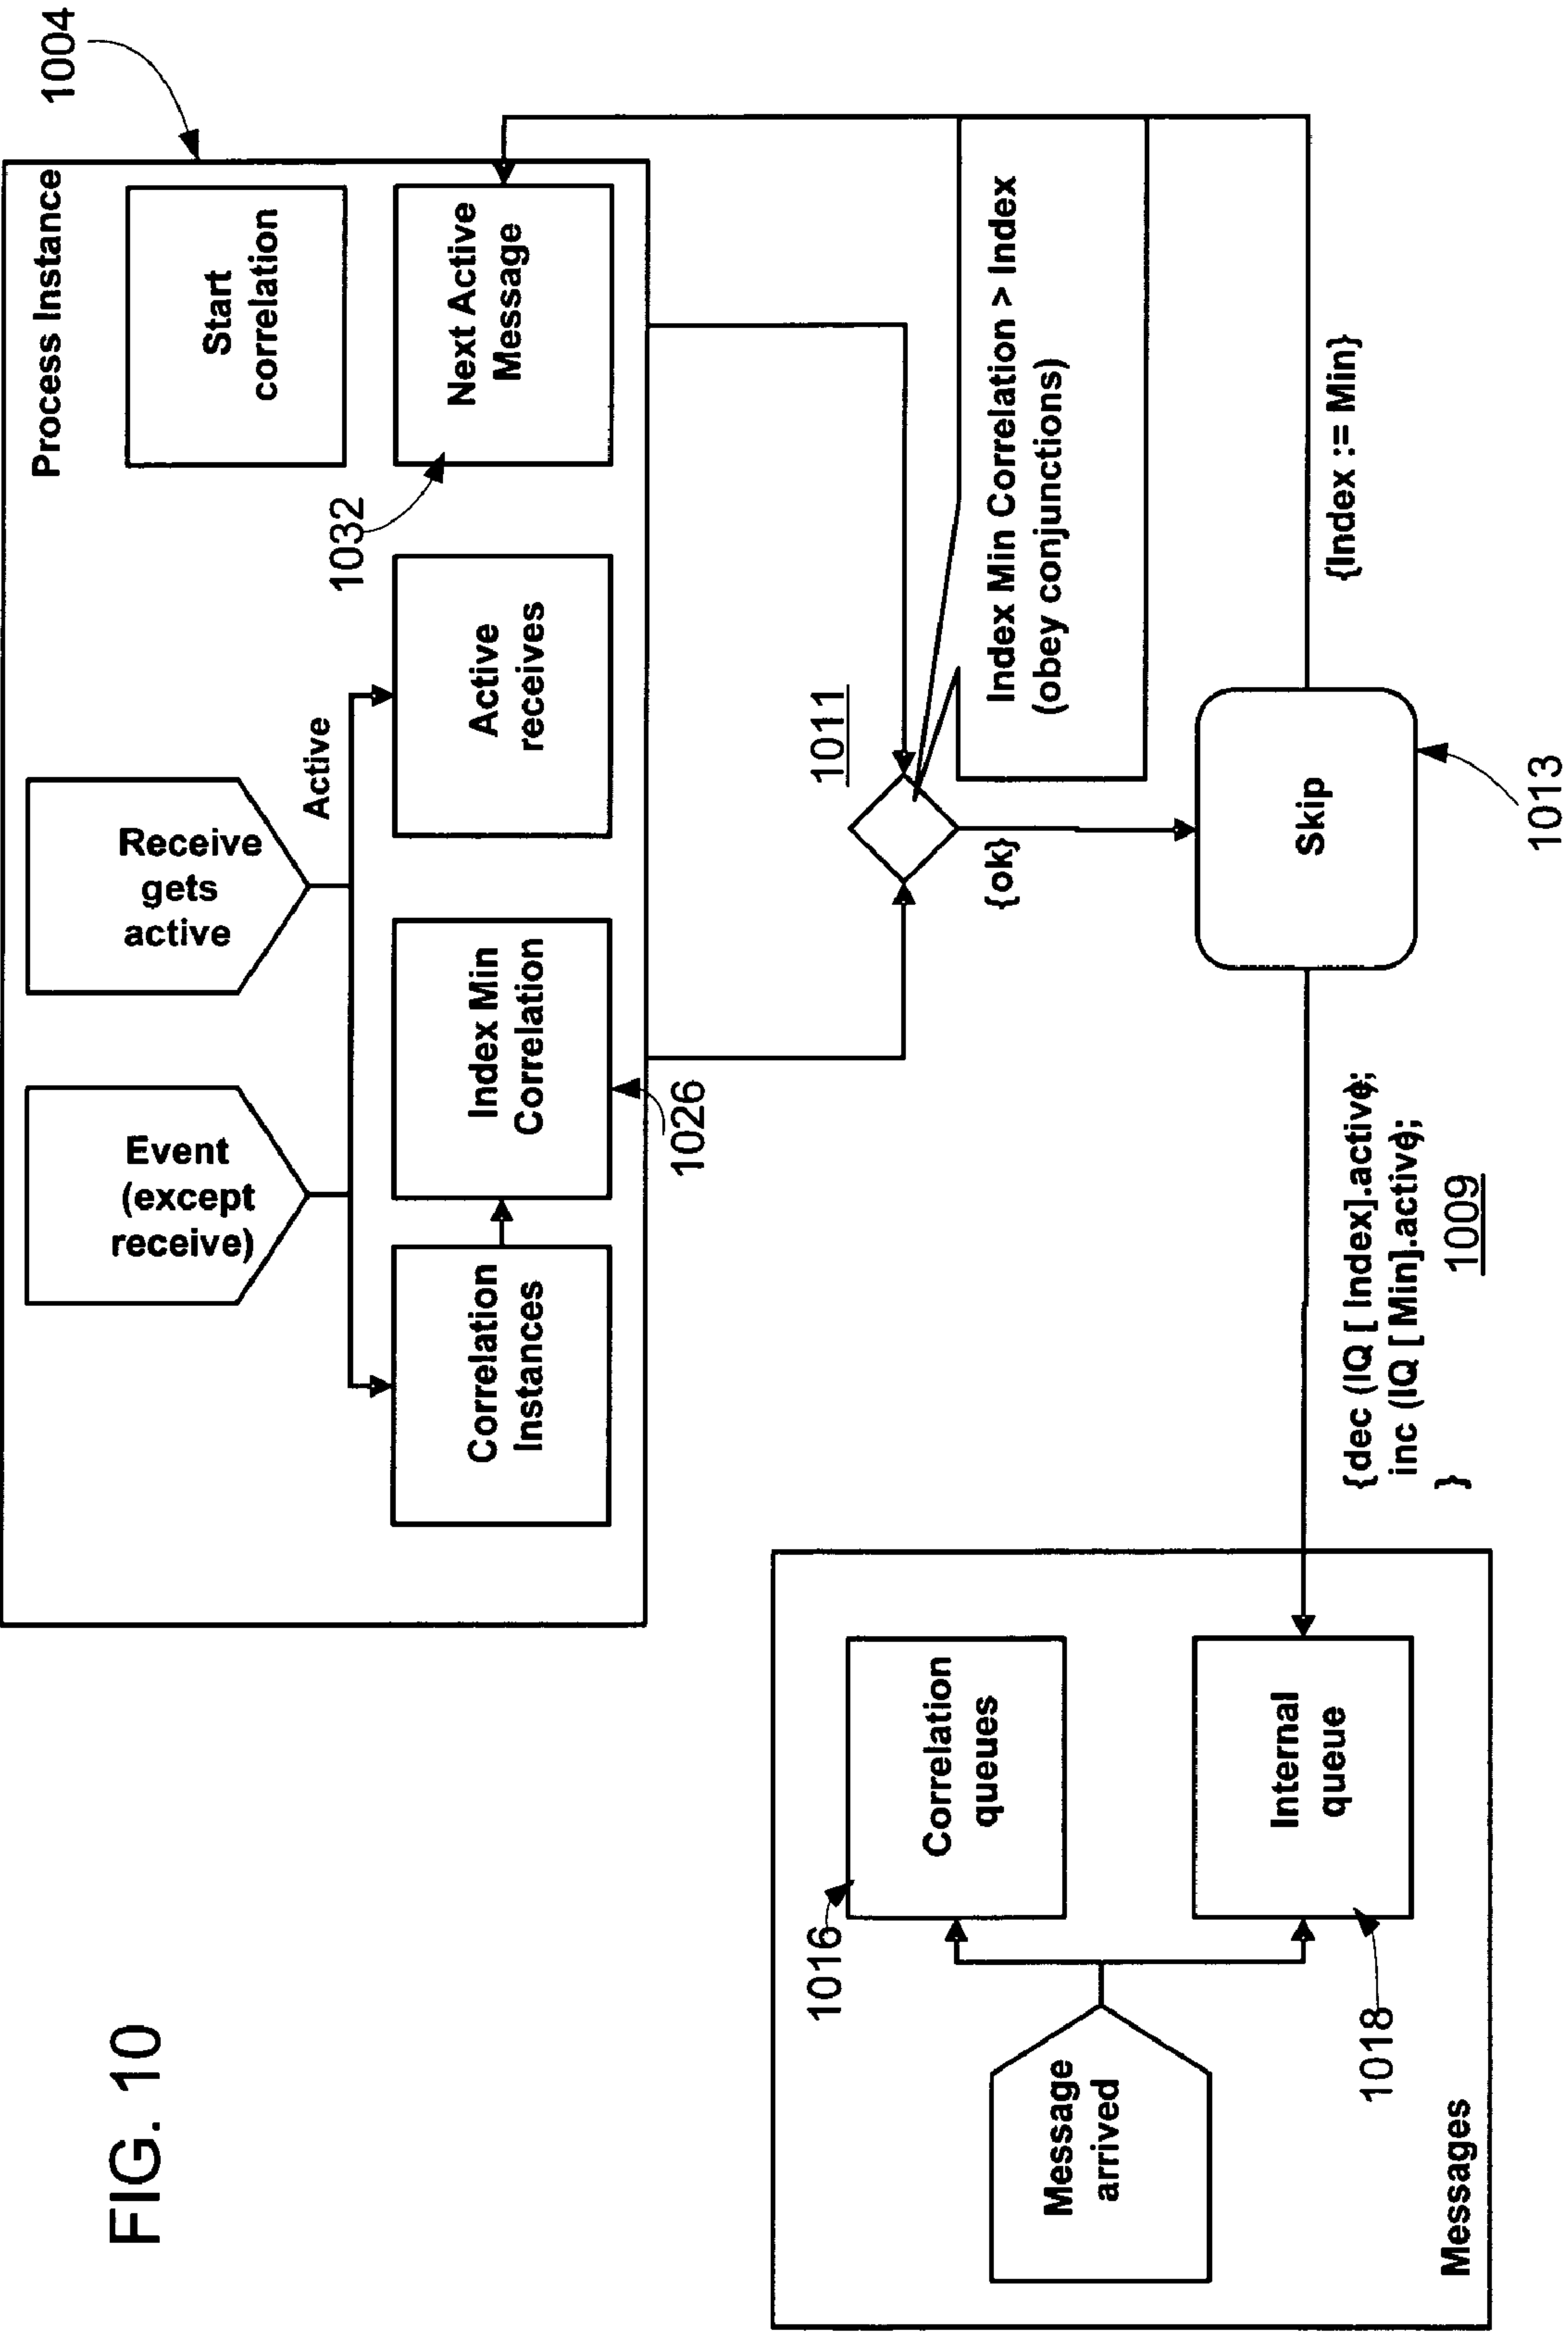 FIG. 10
Process Instance
1004
Event
(except
receive)
Receive
gets
active
Active
Start
correlation
Correlation
Instances
Index Min
Correlation
1026
Active
receives
1032
Next Active
Message
1011
Index Min Correlation > Index
(obey conjunctions)
{ok}
Skip
1013
{Index := Min}
{dec (IQ [ Index].active);
inc (IQ [ Min].active);
}
1009
Messages
Message
arrived
1016
Correlation
queues
1018
Internal
queue